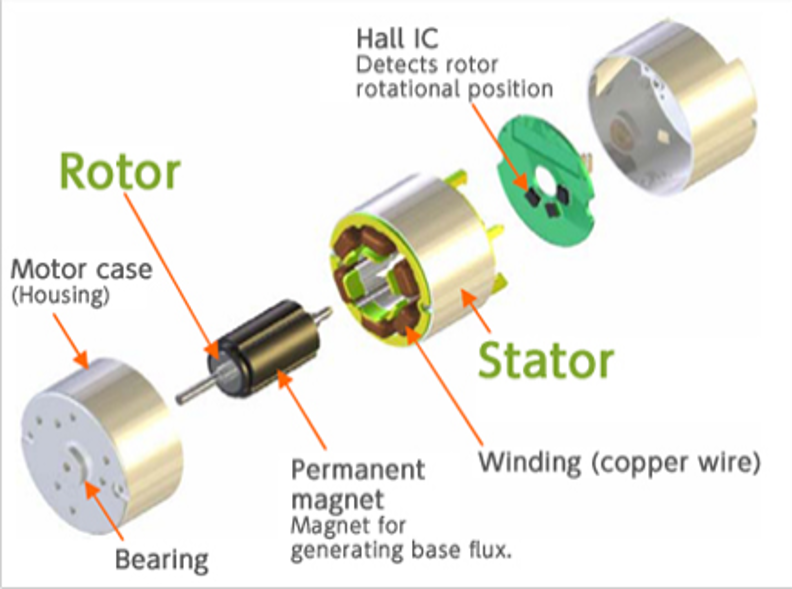 Hall IC
Detects rotor
rotational position
Rotor
Motor case
(Housing)
Stator
Winding (copper wire)
Permanent
magnet
Magnet for
generating base flux.
Bearing